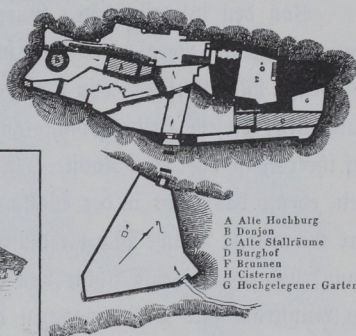 A Alte Hochburg
B Donjon
C Alte Stallräume
D Burghof
F Brunnen
H Cisterne
G Hochgelegener Garten